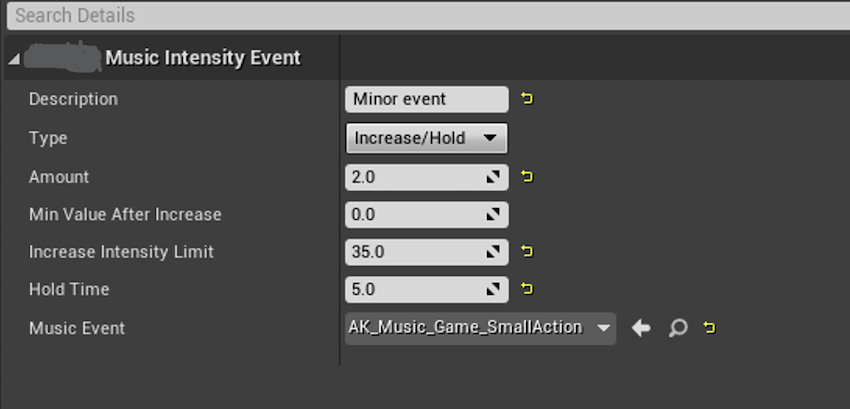 Search Details
Music Intensity Event
Description Minor event
Type Increase/Hold
Amount 2.0
Min Value After Increase 0.0
Increase Intensity Limit 35.0
Hold Time 5.0
Music Event AK_Music_Game_SmallAction